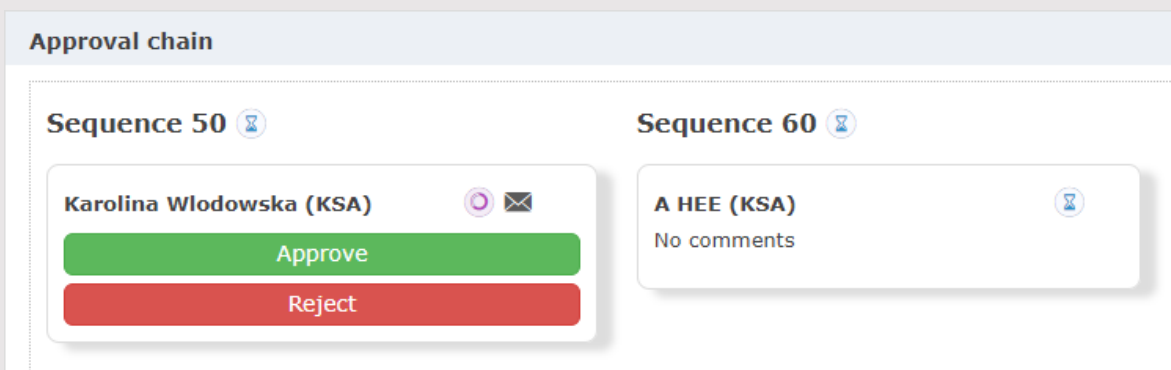 Approval chain
Sequence 50
Karolina Wlodowska (KSA)
Approve
Reject
Sequence 60
A HEE (KSA)
No comments